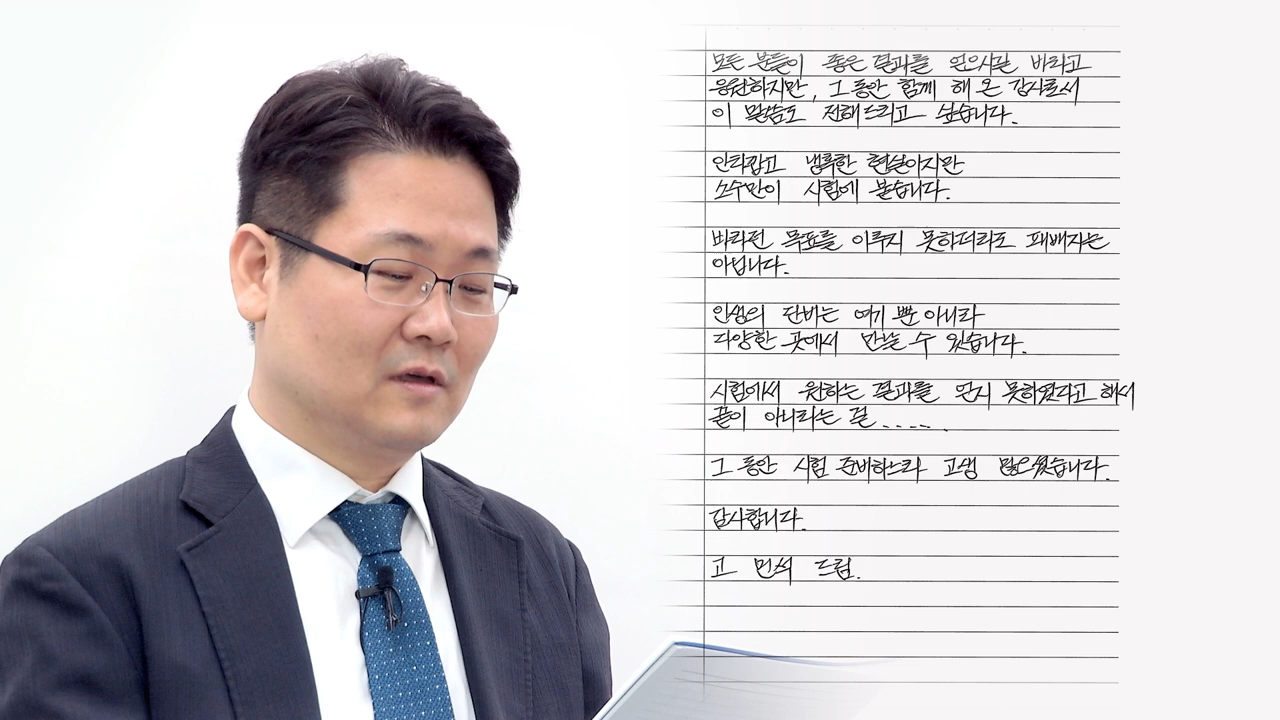 모든 분들이 좋은 결과를 얻으시길 바라고
응원하지만, 그 동안 함께 해 온 강사로서
이 말씀도 전해드리고 싶습니다.
안타깝고 냉혹한 현실이지만
소수만이 시험에 붙습니다.
바라던 목표를 이루지 못하더라도 패배자는
아닙니다.
인생의 단비는 여기 뿐 아니라
다양한 곳에서 만날 수 있습니다.
시험에서 원하는 결과를 얻지 못하였다고 해서
끝이 아니라는 걸.....
그 동안 시험 준비하느라 고생 많으셨습니다.
감사합니다.
고 민석 드림.